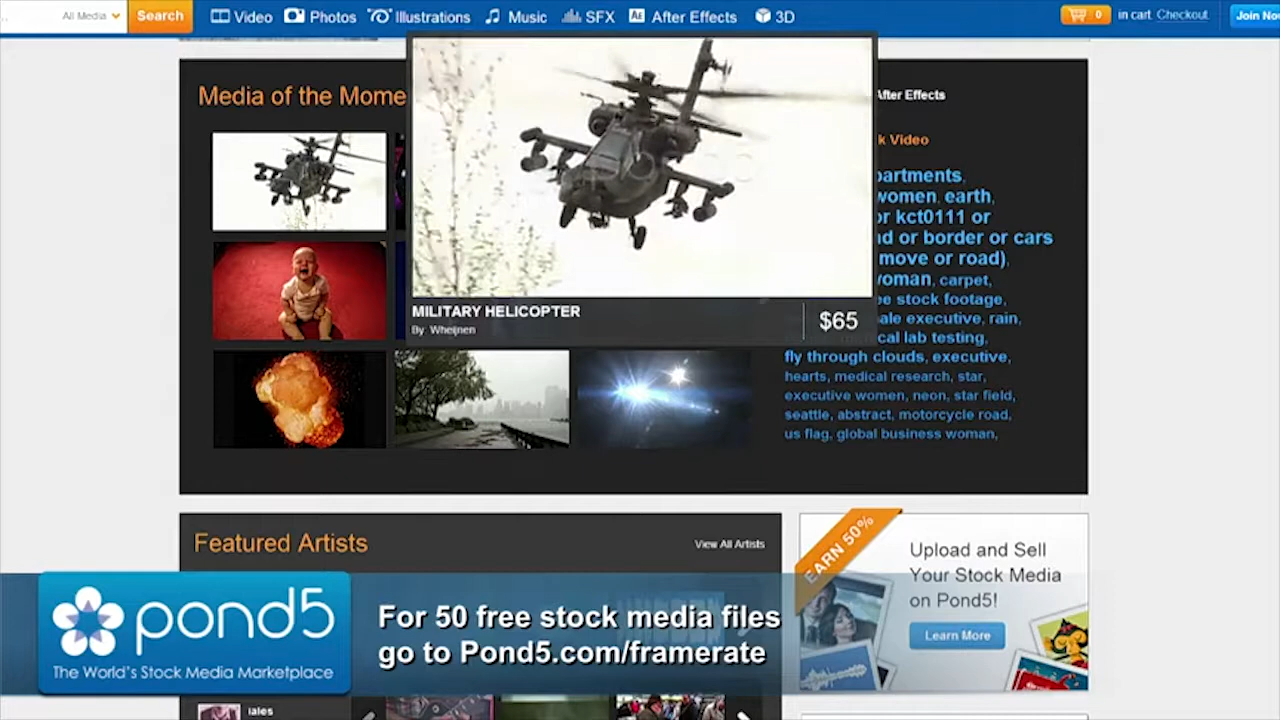 All Media
Search
Video
Photos
Illustrations
Music
SFX
AE
After Effects
3D
0
in cart
Checkout
Join Now
Media of the Mome
After Effects
k Video
partments,
women, earth,
or kct0111 or
nd or border or cars
move or road),
woman, carpet,
ee stock footage,
ale executive, rain,
cal lab testing,
fly through clouds, executive,
hearts, medical research, star,
executive women, neon, star field,
seattle, abstract, motorcycle road,
us flag, global business woman,
MILITARY HELICOPTER
By: Wheijnen
$65
Featured Artists
View All Artists
EARN 50%
Upload and Sell
Your Stock Media
on Pond5!
Learn More
pond5
The World's Stock Media Marketplace
For 50 free stock media files
go to Pond5.com/framerate
iales